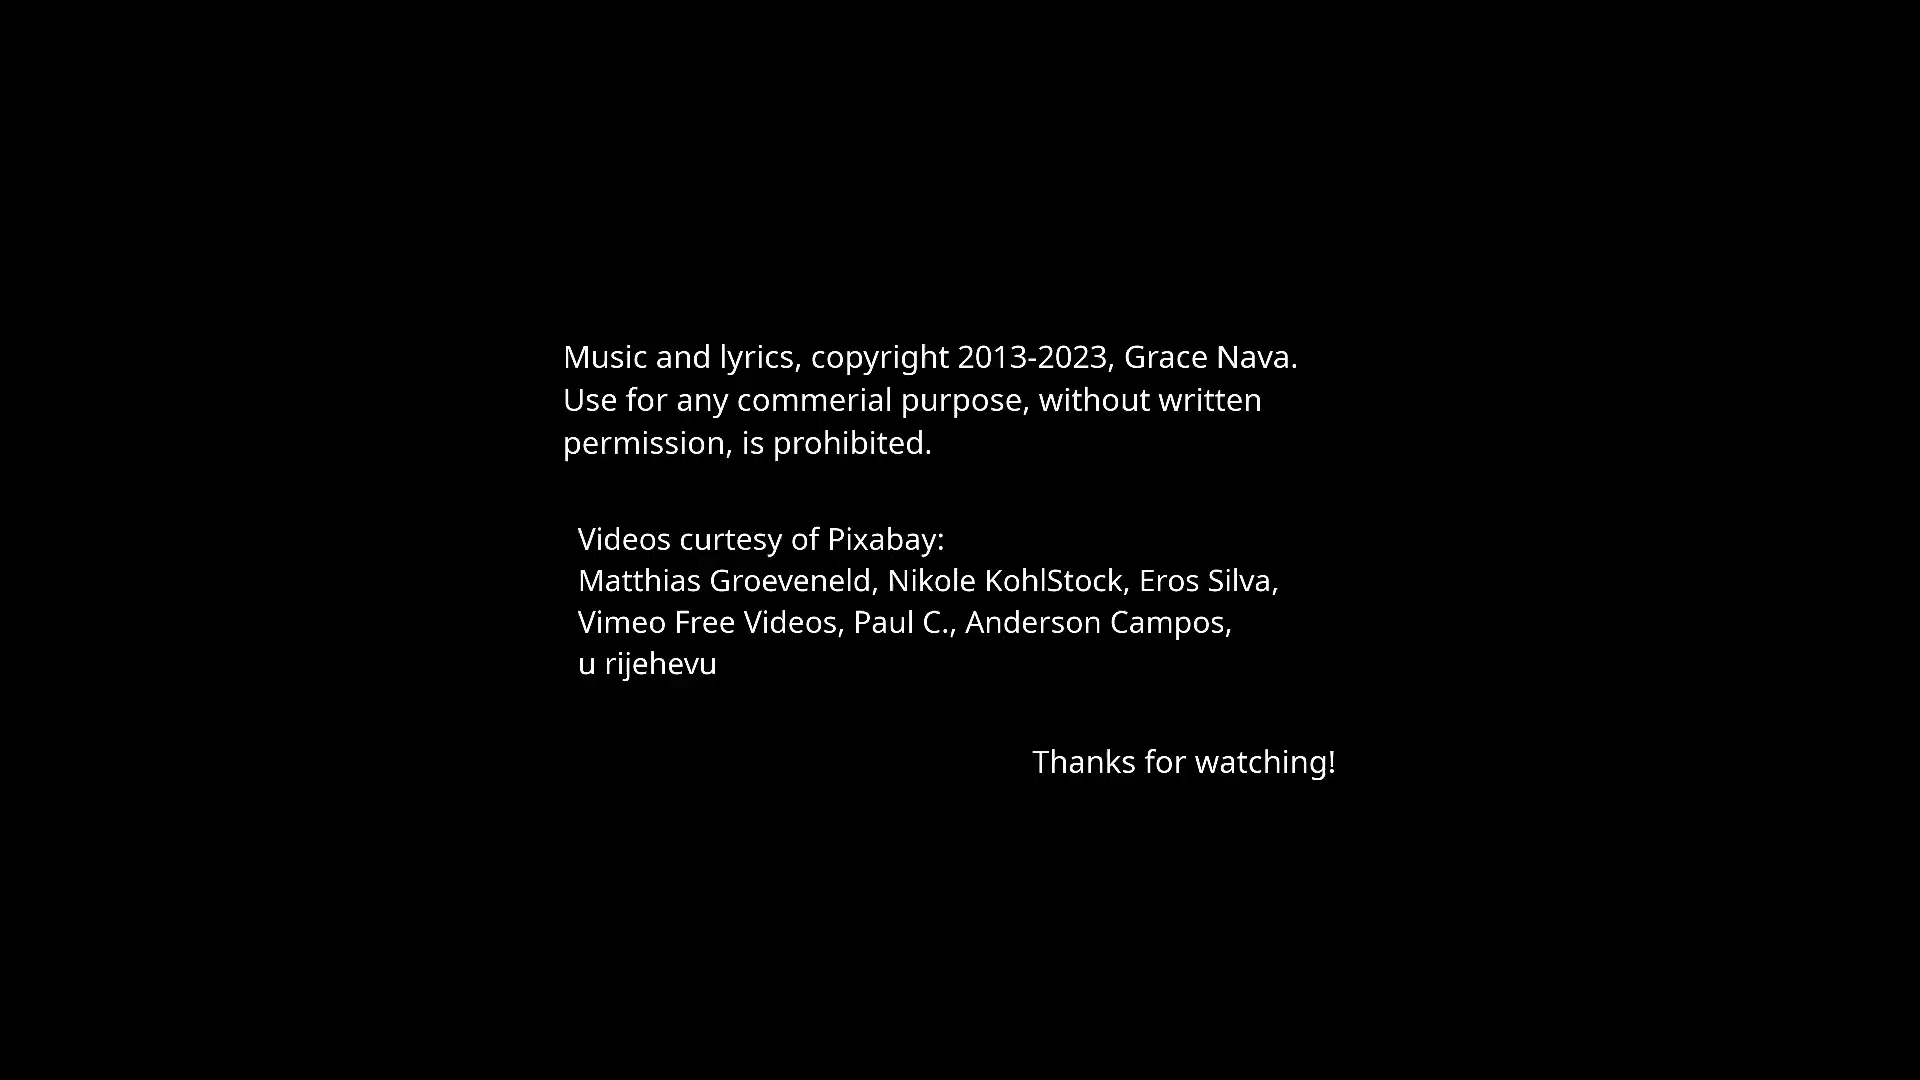 Music and lyrics, copyright 2013-2023, Grace Nava.
Use for any commerial purpose, without written
permission, is prohibited.
Videos curtesy of Pixabay:
Matthias Groeveneld, Nikole KohlStock, Eros Silva,
Vimeo Free Videos, Paul C., Anderson Campos,
u rijehevu
Thanks for watching!